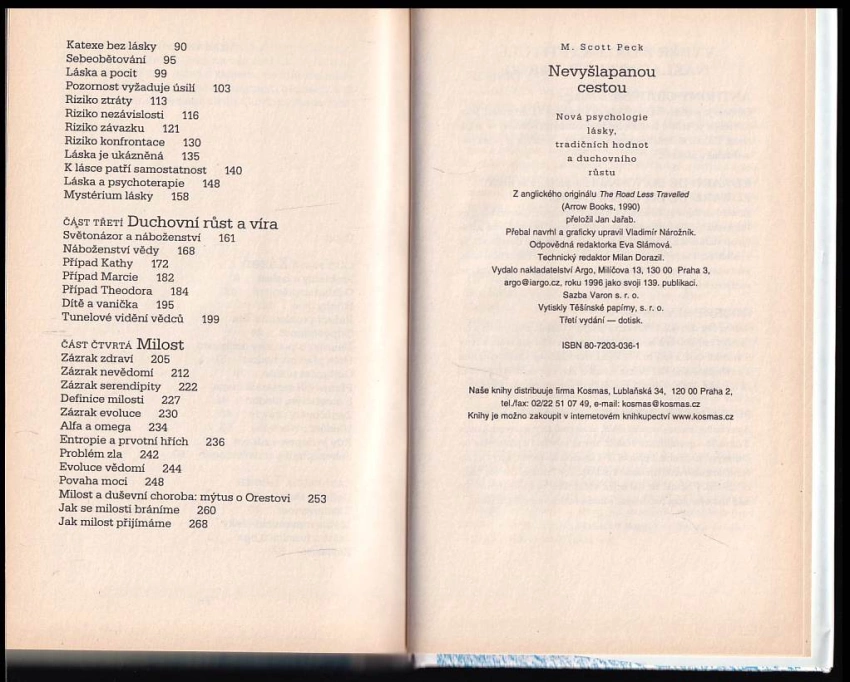 Katexe bez lásky 90
Sebeobětování 95
Láska a pocit 99
Pozornost vyžaduje úsilí 103
Riziko ztráty 113
Riziko nezávislosti 116
Riziko závazku 121
Riziko konfrontace 130
Láska je ukázněná 135
K lásce patří samostatnost 140
Láska a psychoterapie 148
Mystérium lásky 158
ČÁST TŘETÍ Duchovní růst a víra
Světonázor a náboženství 161
Náboženství vědy 168
Případ Kathy 172
Případ Marcie 182
Případ Theodora 184
Dítě a vanička 195
Tunelové vidění vědců 199
ČÁST ČTVRTÁ Milost
Zázrak zdraví 205
Zázrak nevědomí 212
Zázrak serendipity 222
Definice milosti 227
Zázrak evoluce 230
Alfa a omega 234
Entropie a prvotní hřích 236
Problém zla 242
Evoluce vědomí 244
Povaha moci 248
Milost a duševní choroba: mýtus o Orestovi 253
Jak se milosti bráníme 260
Jak milost přijímáme 268
M. Scott Peck
Nevyšlapanou
cestou
Nová psychologie
lásky,
tradičních hodnot
a duchovního
růstu
Z anglického originálu The Road Less Travelled
(Arrow Books, 1990)
přeložil Jan Jařab.
Přebal navrhl a graficky upravil Vladimír Nárožník.
Odpovědná redaktorka Eva Slámová.
Technický redaktor Milan Dorazil.
Vydalo nakladatelství Argo, Milíčova 13, 130 00 Praha 3,
argo@iargo.cz, roku 1996 jako svoji 139. publikaci.
Sazba Varon s. r. o.
Vytiskly Těšínské papírny, s. r. o.
Třetí vydání — dotisk.
ISBN 80-7203-036-1
Naše knihy distribuuje firma Kosmas, Lublaňská 34, 120 00 Praha 2,
tel./fax: 02/22 51 07 49, e-mail: kosmas@kosmas.cz
Knihy je možno zakoupit v internetovém knihkupectví www.kosmas.cz